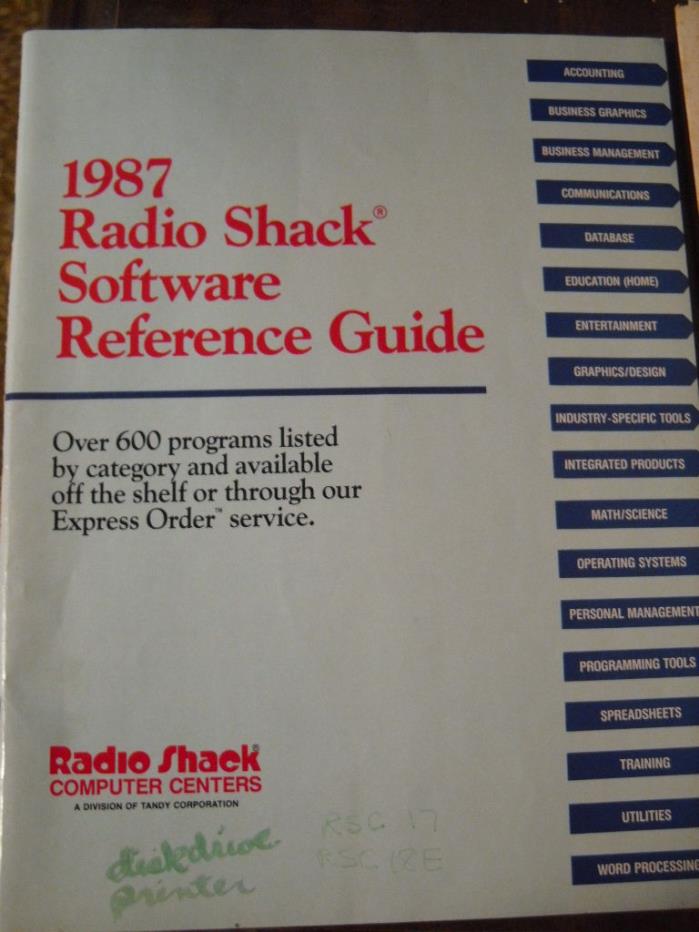 1987
Radio Shack®
Software
Reference Guide
Over 600 programs listed
by category and available
off the shelf or through our
Express Order™ service.
ACCOUNTING
BUSINESS GRAPHICS
BUSINESS MANAGEMENT
COMMUNICATIONS
DATABASE
EDUCATION (HOME)
ENTERTAINMENT
GRAPHICS/DESIGN
INDUSTRY-SPECIFIC TOOLS
INTEGRATED PRODUCTS
MATH/SCIENCE
OPERATING SYSTEMS
PERSONAL MANAGEMENT
PROGRAMMING TOOLS
SPREADSHEETS
TRAINING
UTILITIES
WORD PROCESSING
Radio Shack®
COMPUTER CENTERS
A DIVISION OF TANDY CORPORATION
diskdrive
printer
RSC 17
RSC 18E